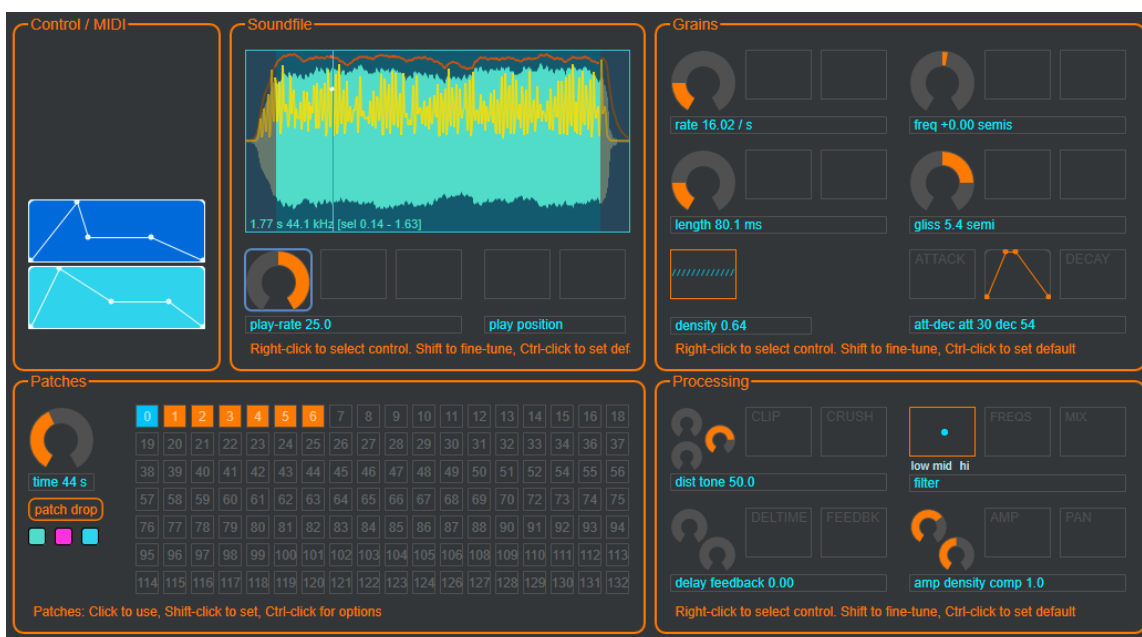 Control / MIDI
Soundfile
1.77 s 44.1 kHz [sel 0.14 - 1.63]
play-rate 25.0
play position
Right-click to select control. Shift to fine-tune, Ctrl-click to set def
Grains
rate 16.02 / s
freq +0.00 semis
length 80.1 ms
gliss 5.4 semi
ATTACK
DECAY
density 0.64
att-dec att 30 dec 54
Right-click to select control. Shift to fine-tune, Ctrl-click to set default
Patches
time 44 s
patch drop
0 1 2 3 4 5 6 7 8 9 10 11 12 13 14 15 16 18
19 20 21 22 23 24 25 26 27 28 29 30 31 32 33 34 36 37
38 39 40 41 42 43 44 45 46 47 48 49 50 51 52 54 55 56
57 58 59 60 61 62 63 64 65 66 67 68 69 70 72 73 74 75
76 77 78 79 80 81 82 83 84 85 86 87 88 90 91 92 93 94
95 96 97 98 99 100 101 102 103 104 105 106 108 109 110 111 112 113
114 115 116 117 118 119 120 121 122 123 124 126 127 128 129 130 131 132
Patches: Click to use, Shift-click to set, Ctrl-click for options
Processing
CLIP
CRUSH
FREQS
MIX
low mid hi
dist tone 50.0
filter
DELTIME
FEEDBK
AMP
PAN
delay feedback 0.00
amp density comp 1.0
Right-click to select control. Shift to fine-tune, Ctrl-click to set default